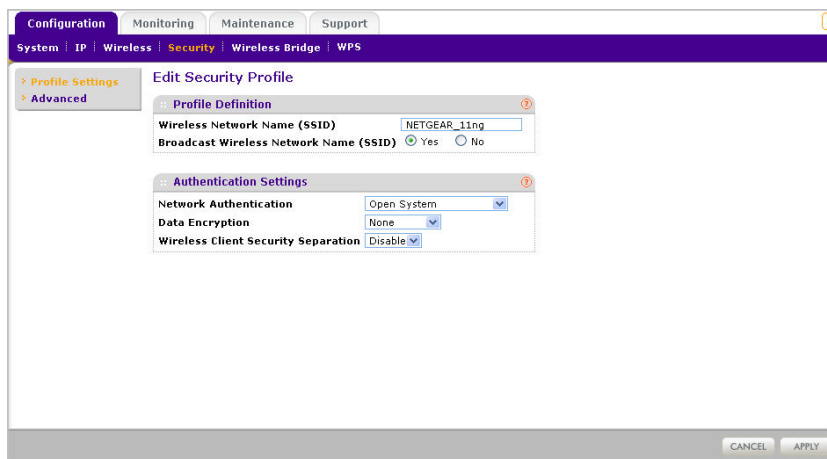 Configuration Monitoring Maintenance Support
System IP Wireless Security Wireless Bridge WPS
Profile Settings
Advanced
Edit Security Profile
Profile Definition ?
Wireless Network Name (SSID) NETGEAR_11ng
Broadcast Wireless Network Name (SSID) Yes No
Authentication Settings ?
Network Authentication Open System
Data Encryption None
Wireless Client Security Separation Disable
CANCEL APPLY